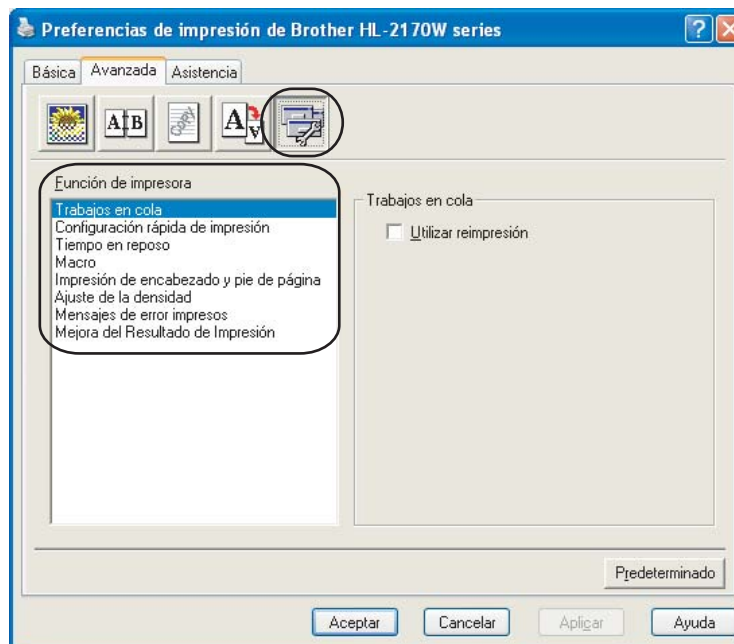 Preferencias de impresión de Brother HL-2170W series
Básica
Avanzada
Asistencia
A B
COPY
A V
Función de impresora
Trabajos en cola
Configuración rápida de impresión
Tiempo en reposo
Macro
Impresión de encabezado y pie de página
Ajuste de la densidad
Mensajes de error impresos
Mejora del Resultado de Impresión
Trabajos en cola
Utilizar reimpresión
Predeterminado
Aceptar
Cancelar
Aplicar
Ayuda